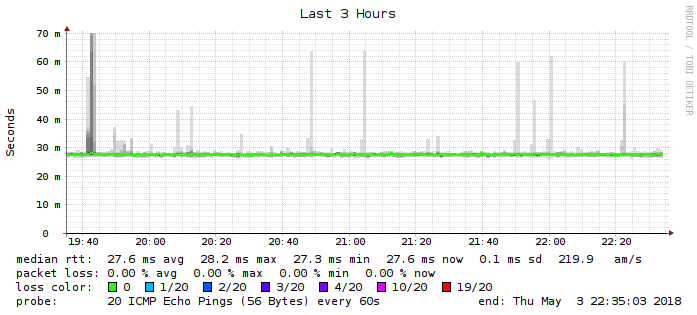 Last 3 Hours
RRDTOOL / TOBI OETIKER
Seconds
70 m
60 m
50 m
40 m
30 m
20 m
10 m
0
19:40 20:00 20:20 20:40 21:00 21:20 21:40 22:00 22:20
median rtt: 27.6 ms avg 28.2 ms max 27.3 ms min 27.6 ms now 0.1 ms sd 219.9 am/s
packet loss: 0.00 % avg 0.00 % max 0.00 % min 0.00 % now
loss color: 0 1/20 2/20 3/20 4/20 10/20 19/20
probe: 20 ICMP Echo Pings (56 Bytes) every 60s end: Thu May 3 22:35:03 2018